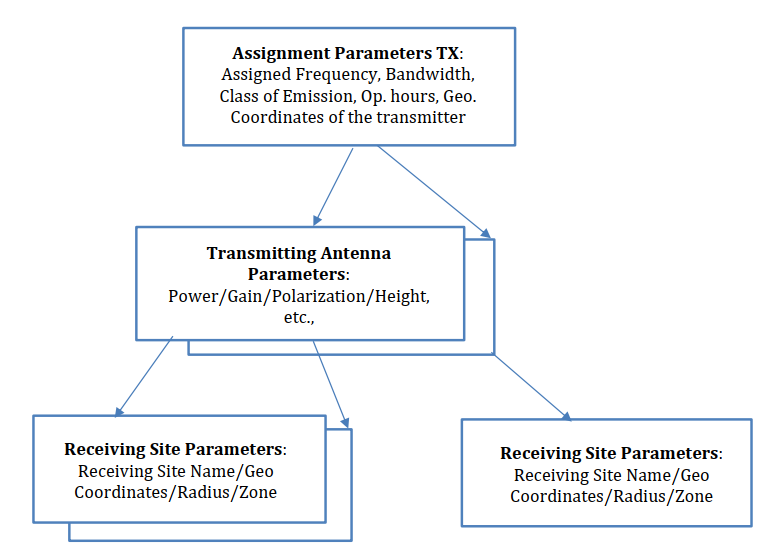 Assignment Parameters TX:
Assigned Frequency, Bandwidth,
Class of Emission, Op. hours, Geo.
Coordinates of the transmitter
Transmitting Antenna
Parameters:
Power/Gain/Polarization/Height,
etc.,
Receiving Site Parameters:
Receiving Site Name/Geo
Coordinates/Radius/Zone
Receiving Site Parameters:
Receiving Site Name/Geo
Coordinates/Radius/Zone